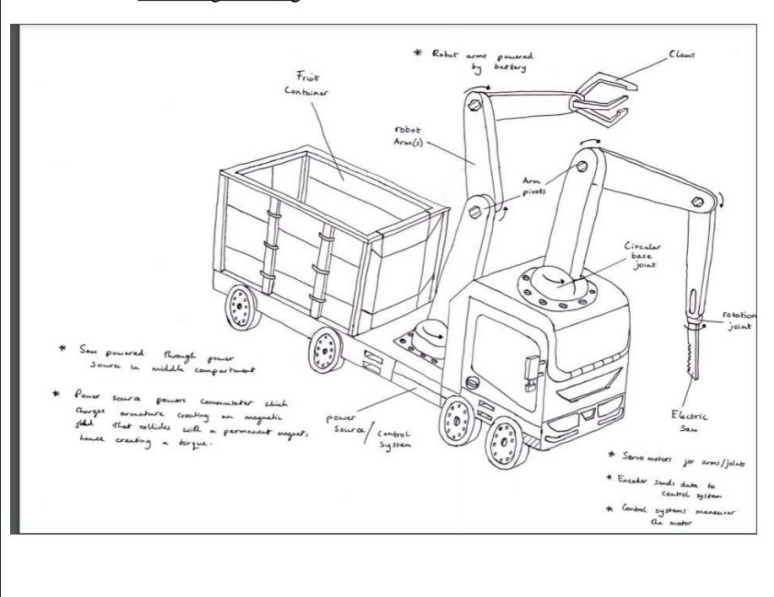 * Robot arms powered
by battery
Claws
Friut
Container
robot
Arm(s)
Arm
pivots
Circular
base
joint
rotation
joint
* Saw powered through power
source in middle compartment
* Power source powers commutator which
charges armature creating an magnetic
field that collides with a permanent magnet,
hence creating a torque.
power
Source/Control
System
Electric
Saw
* Servo motors for arms/joints
* Encoder sends data to
control system
* Control systems maneuver
the motor